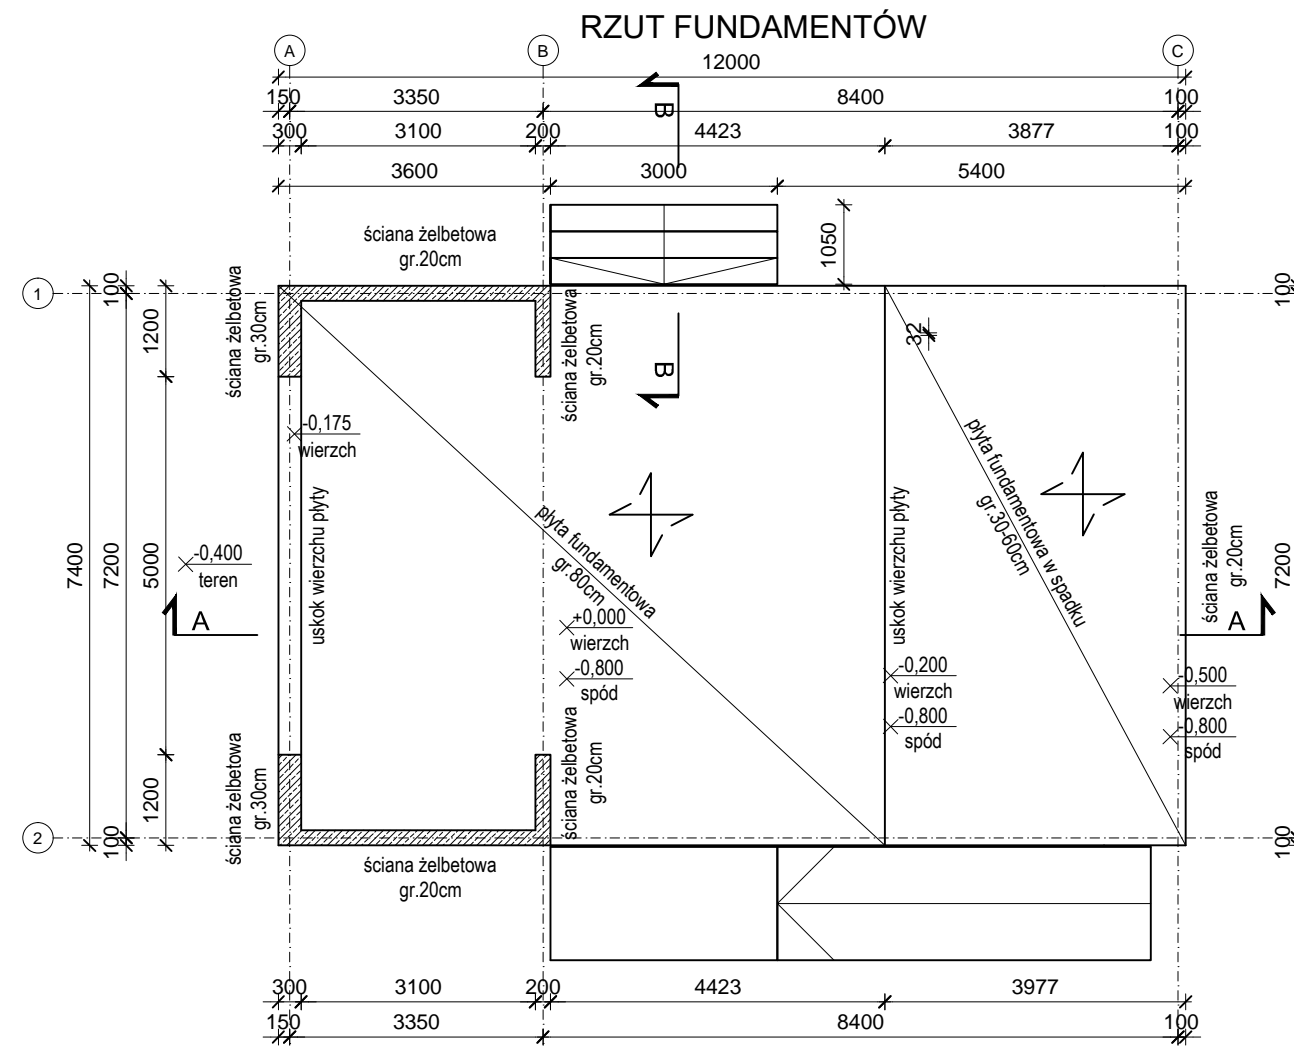 RZUT FUNDAMENTÓW
A
B
C
12000
150
3350
8400
100
B
300
3100
200
4423
3877
100
3600
3000
5400
ściana żelbetowa
gr.20cm
1050
1
100
100
1200
ściana żelbetowa
gr.30cm
ściana żelbetowa
gr.20cm
32
B
-0,175
wierzch
płyta fundamentowa w spadku
gr.30-60cm
uskok wierzchu płyty
płyta fundamentowa
gr.80cm
uskok wierzchu płyty
ściana żelbetowa
gr.20cm
7400
7200
5000
-0,400
teren
7200
A
+0,000
wierzch
A
-0,800
spód
-0,200
wierzch
-0,500
wierzch
-0,800
spód
-0,800
spód
1200
ściana żelbetowa
gr.30cm
ściana żelbetowa
gr.20cm
2
100
100
ściana żelbetowa
gr.20cm
300
3100
200
4423
3977
150
3350
8400
100